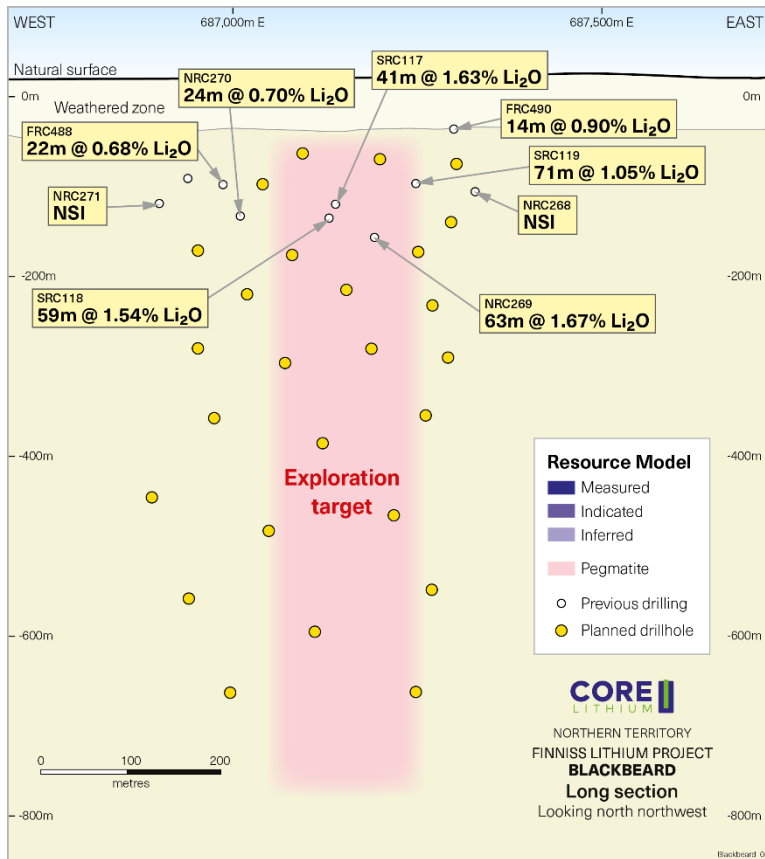 WEST
687,000m E
687,500m E
EAST
Natural surface
0m
0m
Weathered zone
NRC270
24m @ 0.70% Li₂O
SRC117
41m @ 1.63% Li₂O
FRC490
14m @ 0.90% Li₂O
FRC488
22m @ 0.68% Li₂O
SRC119
71m @ 1.05% Li₂O
NRC271
NSI
NRC268
NSI
-200m
-200m
SRC118
59m @ 1.54% Li₂O
NRC269
63m @ 1.67% Li₂O
-400m
-400m
Exploration
target
Resource Model
Measured
Indicated
Inferred
Pegmatite
Previous drilling
Planned drillhole
-600m
-600m
CORE
LITHIUM
NORTHERN TERRITORY
FINNISS LITHIUM PROJECT
BLACKBEARD
Long section
Looking north northwest
0 100 200
metres
-800m
-800m
Blackbeard